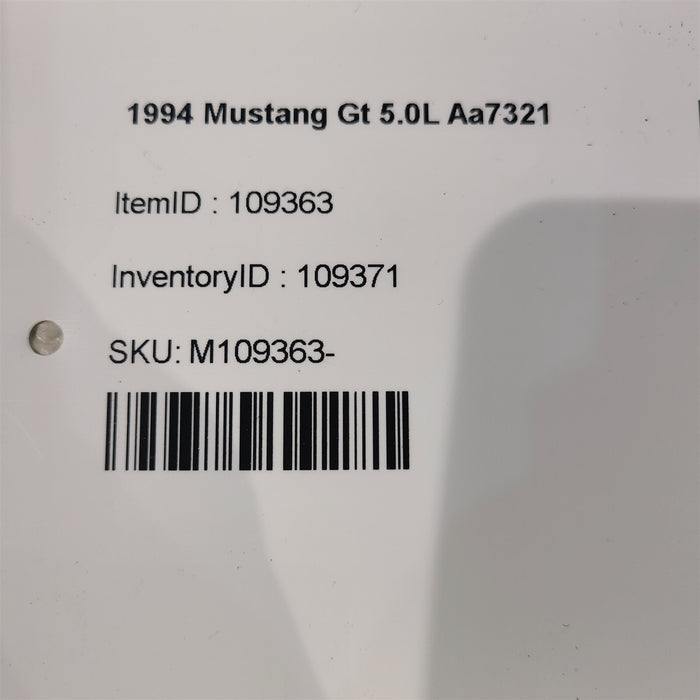 1994 Mustang Gt 5.0L Aa7321
ItemID : 109363
InventoryID : 109371
SKU: M109363-